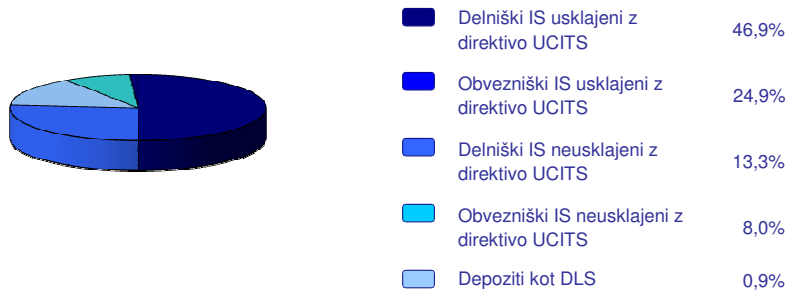 Delniški IS usklajeni z
direktivo UCITS 46,9%
Obvezniški IS usklajeni z
direktivo UCITS 24,9%
Delniški IS neusklajeni z
direktivo UCITS 13,3%
Obvezniški IS neusklajeni z
direktivo UCITS 8,0%
Depoziti kot DLS 0,9%